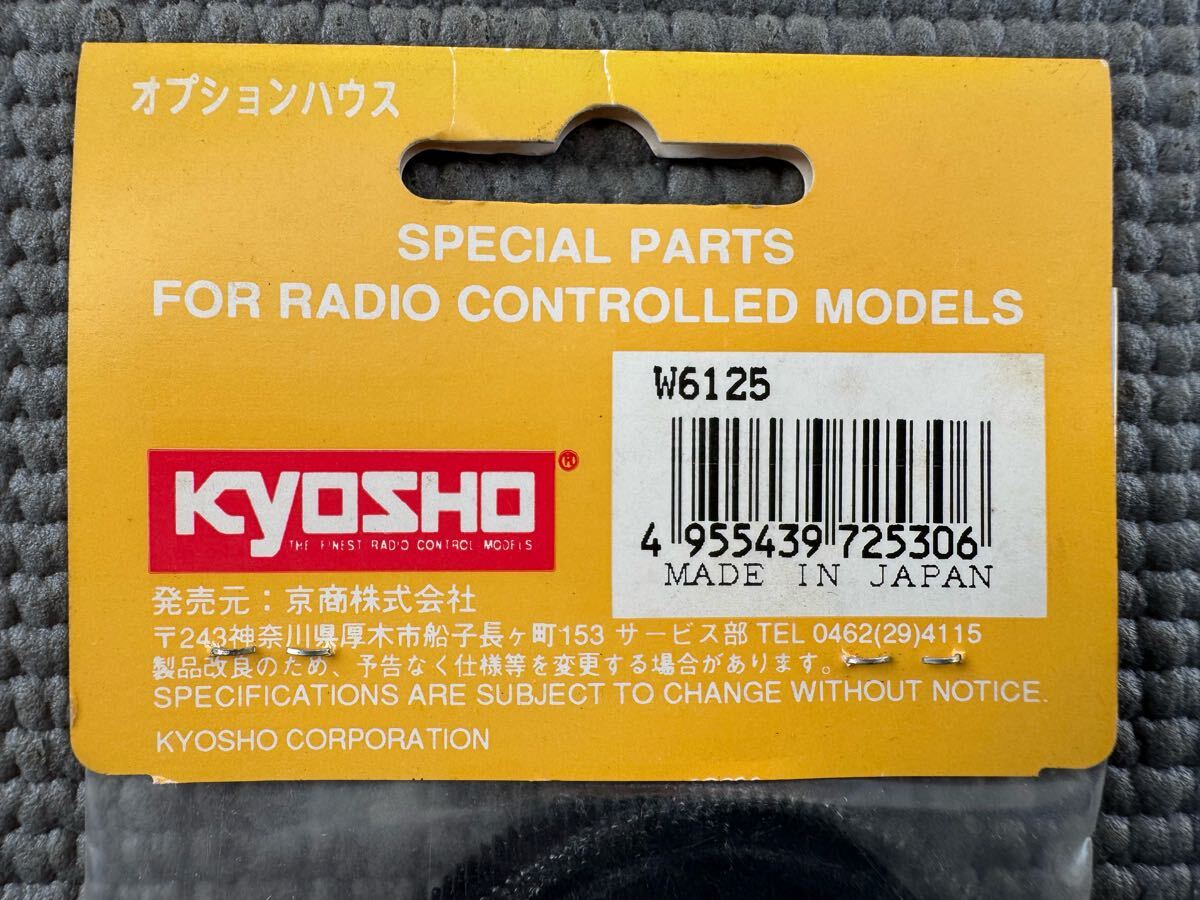 オプションハウス
SPECIAL PARTS
FOR RADIO CONTROLLED MODELS
W6125
4 955439 725306
MADE IN JAPAN
KYOSHO®
THE FINEST RADIO CONTROL MODELS
発売元：京商株式会社
〒243神奈川県厚木市船子長ヶ町153 サービス部 TEL 0462(29)4115
製品改良のため、予告なく仕様等を変更する場合があります。
SPECIFICATIONS ARE SUBJECT TO CHANGE WITHOUT NOTICE.
KYOSHO CORPORATION